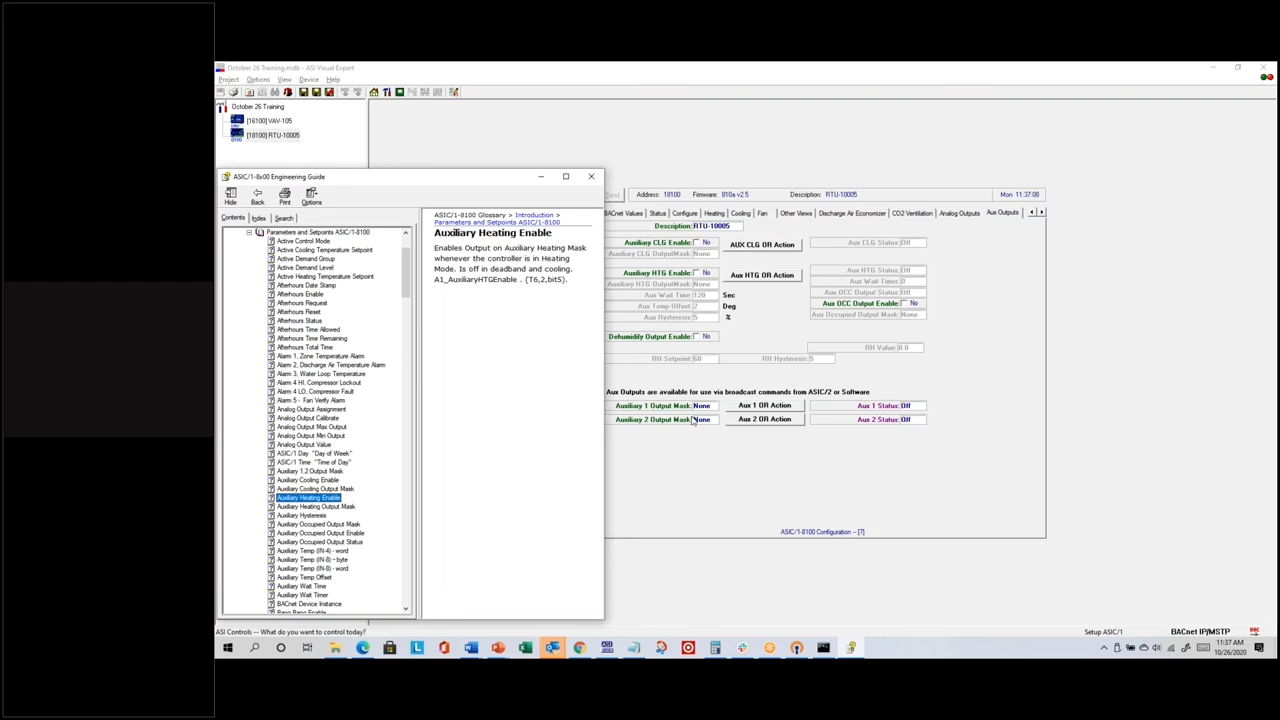 October 26 Training.mdb - ASI Visual Expert
Project Options View Device Help
October 26 Training
[16100] VAV-105
[18100] RTU-10005
ASIC/1-8x00 Engineering Guide
Hide Back Print Options
Contents Index Search
Parameters and Setpoints ASIC/1-8100
Active Control Mode
Active Cooling Temperature Setpoint
Active Demand Group
Active Demand Level
Active Heating Temperature Setpoint
Afterhours Date Stamp
Afterhours Enable
Afterhours Request
Afterhours Reset
Afterhours Status
Afterhours Time Allowed
Afterhours Time Remaining
Afterhours Total Time
Alarm 1, Zone Temperature Alarm
Alarm 2, Discharge Air Temperature Alarm
Alarm 3, Water Loop Temperature
Alarm 4 HI, Compressor Lockout
Alarm 4 LO, Compressor Fault
Alarm 5 - Fan Verify Alarm
Analog Output Assignment
Analog Output Calibrate
Analog Output Max Output
Analog Output Min Output
Analog Output Value
ASIC/1 Day "Day of Week"
ASIC/1 Time "Time of Day"
Auxiliary 1,2 Output Mask
Auxiliary Cooling Enable
Auxiliary Cooling Output Mask
Auxiliary Heating Enable
Auxiliary Heating Output Mask
Auxiliary Hysteresis
Auxiliary Occupied Output Mask
Auxiliary Occupied Output Enable
Auxiliary Occupied Output Status
Auxiliary Temp (IN-4) - word
Auxiliary Temp (IN-8) - byte
Auxiliary Temp (IN-8) - word
Auxiliary Temp Offset
Auxiliary Wait Time
Auxiliary Wait Timer
BACnet Device Instance
Bang Bang Enable
ASIC/1-8100 Glossary > Introduction >
Parameters and Setpoints ASIC/1-8100
Auxiliary Heating Enable
Enables Output on Auxiliary Heating Mask
whenever the controller is in Heating
Mode. Is off in deadband and cooling.
A1_AuxiliaryHTGEnable . (T6,2,bit5).
Send Address: 18100 Firmware: 810a v2.5 Description: RTU-10005 Mon 11:37:08
BACnet Values Status Configure Heating Cooling Fan Other Views Discharge Air Economizer CO2 Ventilation Analog Outputs Aux Outputs
Description: RTU-10005
Auxiliary CLG Enable: No AUX CLG OR Action Aux CLG Status: Off
Auxiliary CLG OutputMask: None
Auxiliary HTG Enable: No Aux HTG OR Action Aux HTG Status: Off
Auxiliary HTG OutputMask: None Aux Wait Timer: 0
Aux Wait Time: 120 Sec Aux OCC Output Status: Off
Aux Temp Offset: 2 Deg Aux OCC Output Enable: No
Aux Hysteresis: 5 % Aux Occupied Output Mask: None
Dehumidify Output Enable: No
RH Value: 0.0
RH Setpoint: 60 RH Hysteresis: 5
Aux Outputs are available for use via broadcast commands from ASIC/2 or Software
Auxiliary 1 Output Mask: None Aux 1 OR Action Aux 1 Status: Off
Auxiliary 2 Output Mask: None Aux 2 OR Action Aux 2 Status: Off
ASIC/1-8100 Configuration -- [7]
ASI Controls -- What do you want to control today? Setup ASIC/1 BACnet IP/MSTP
11:37 AM
10/26/2020